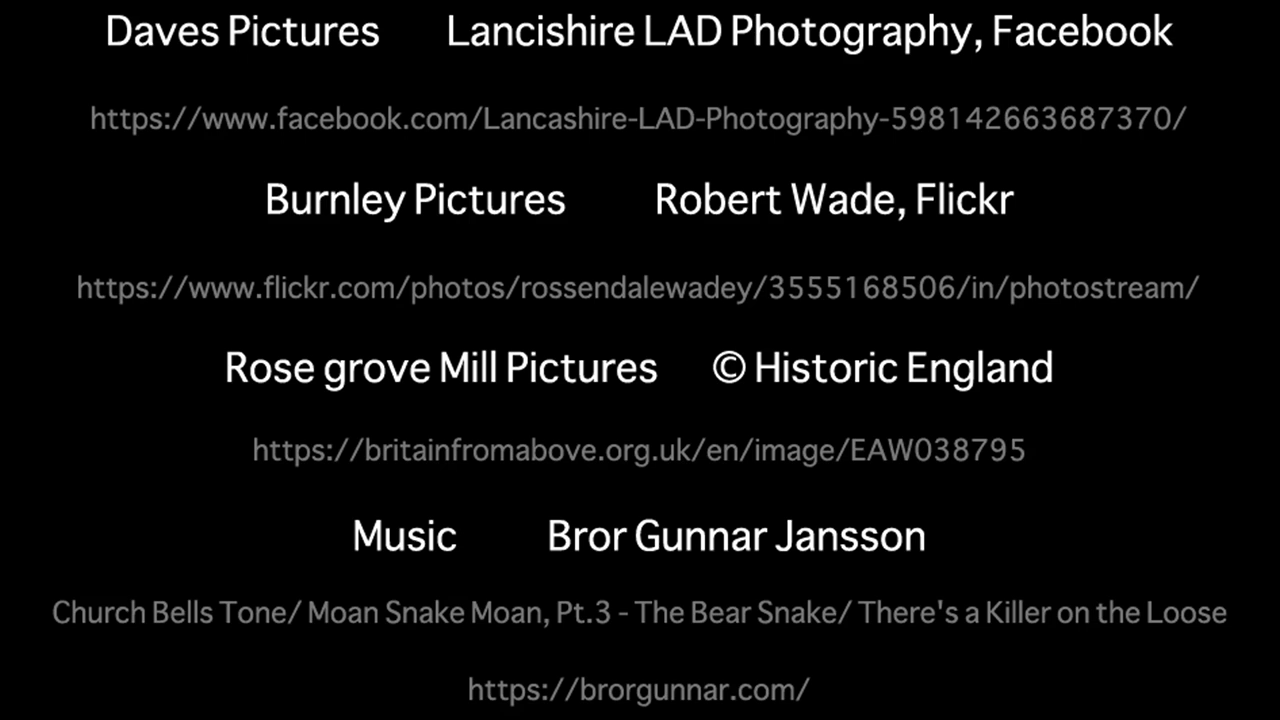 Daves Pictures Lancishire LAD Photography, Facebook
https://www.facebook.com/Lancashire-LAD-Photography-598142663687370/
Burnley Pictures Robert Wade, Flickr
https://www.flickr.com/photos/rossendalewadey/3555168506/in/photostream/
Rose grove Mill Pictures © Historic England
https://britainfromabove.org.uk/en/image/EAW038795
Music Bror Gunnar Jansson
Church Bells Tone/ Moan Snake Moan, Pt.3 - The Bear Snake/ There's a Killer on the Loose
https://brorgunnar.com/